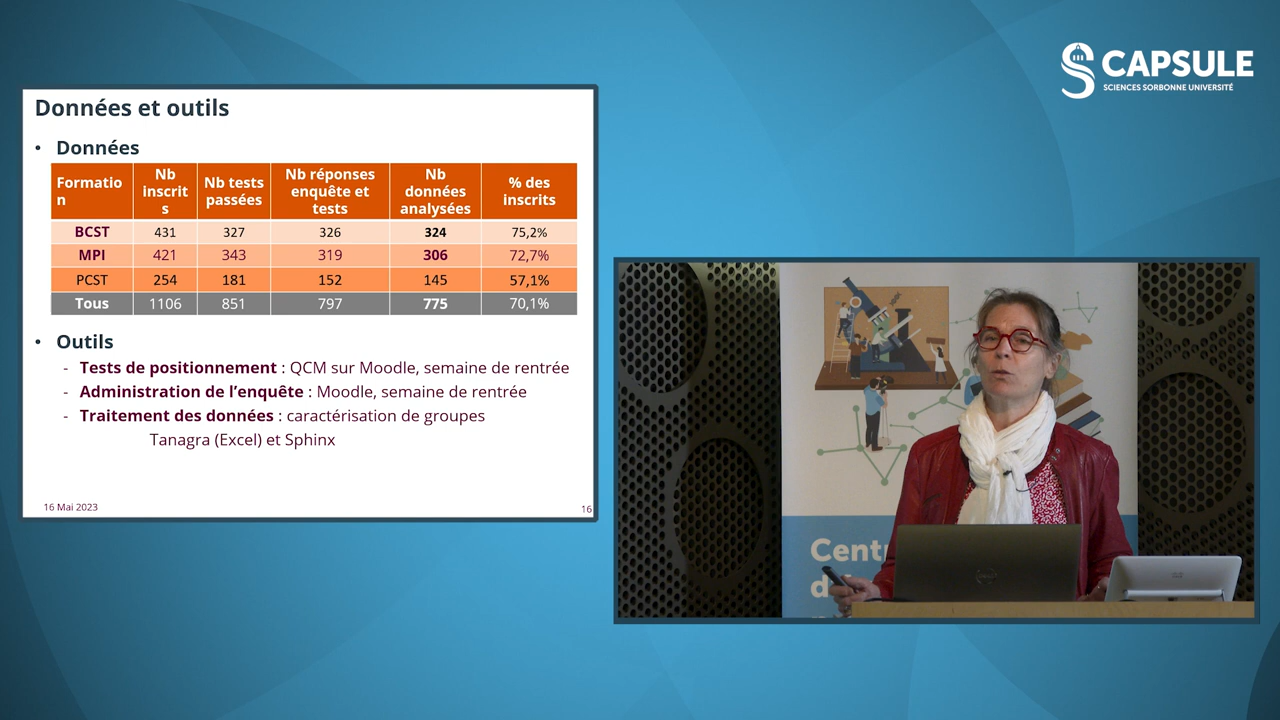 CAPSULE
SCIENCES SORBONNE UNIVERSITÉ
Données et outils
• Données
Formatio
n
Nb
inscrit
s
Nb tests
passées
Nb réponses
enquête et
tests
Nb
données
analysées
% des
inscrits
BCST 431 327 326 324 75,2%
MPI 421 343 319 306 72,7%
PCST 254 181 152 145 57,1%
Tous 1106 851 797 775 70,1%
• Outils
- Tests de positionnement : QCM sur Moodle, semaine de rentrée
- Administration de l'enquête : Moodle, semaine de rentrée
- Traitement des données : caractérisation de groupes
Tanagra (Excel) et Sphinx
16 Mai 2023
16